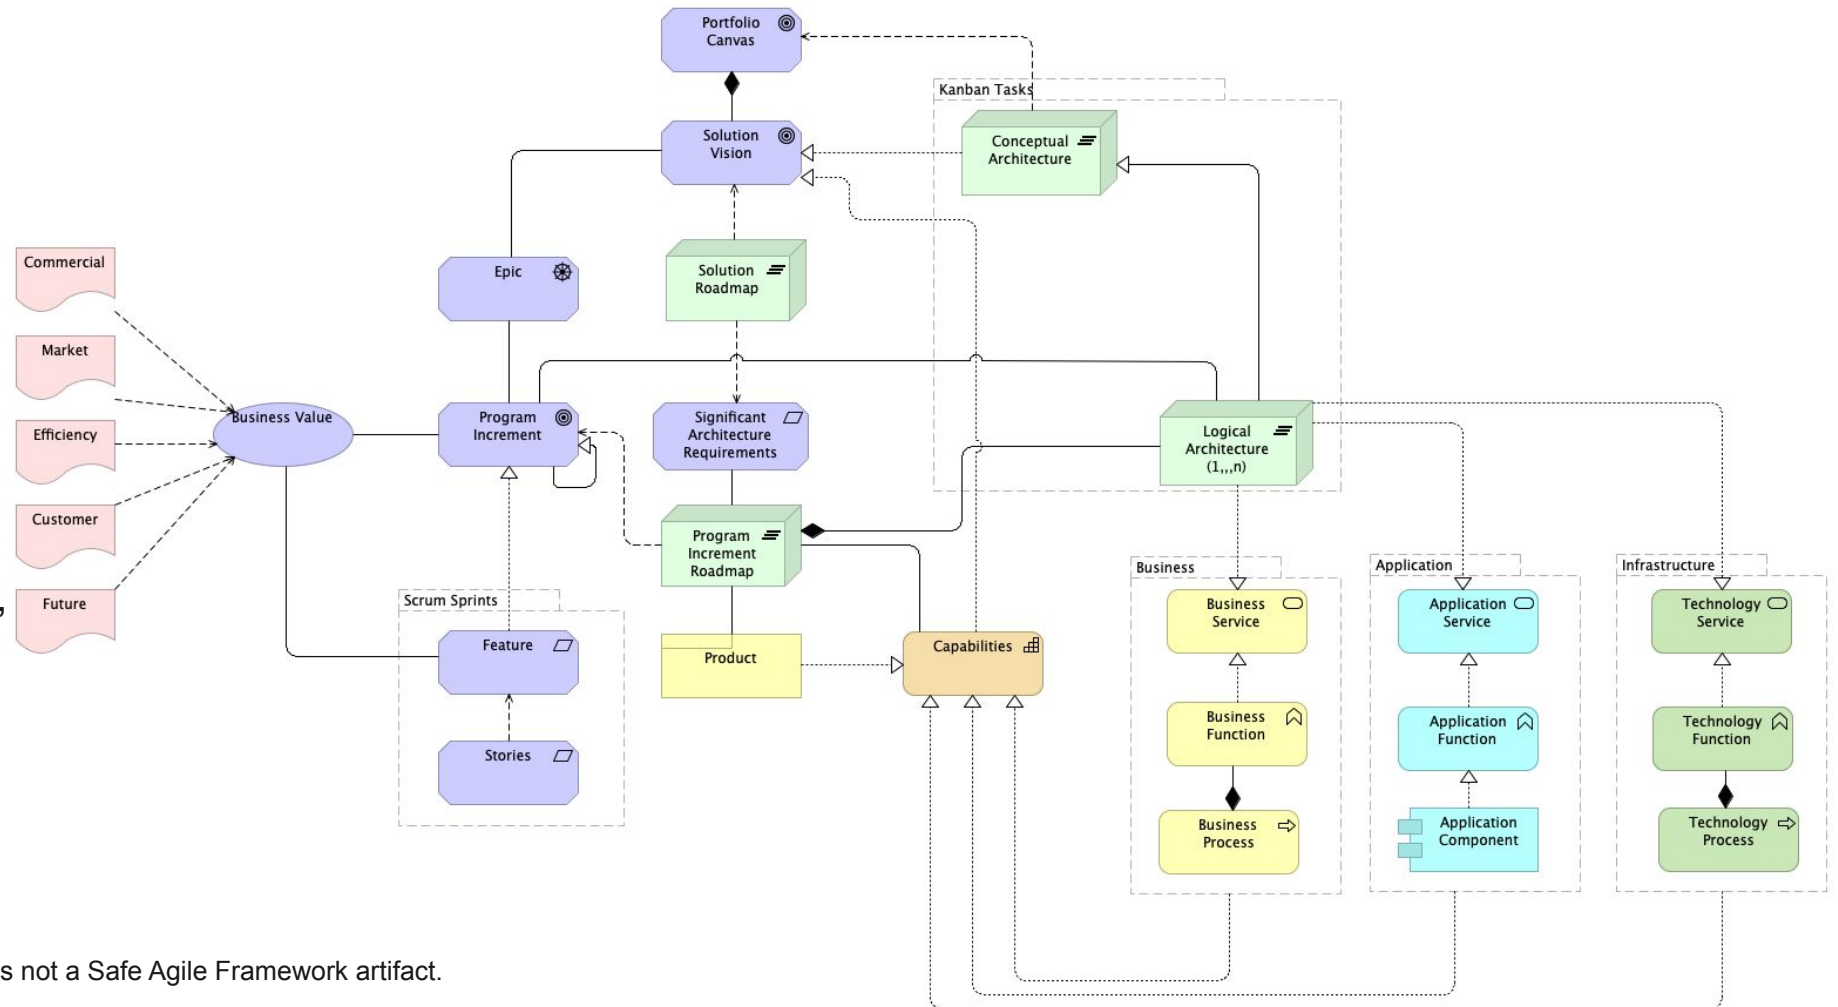 Portfolio
Canvas
Kanban Tasks
Solution
Vision
Conceptual
Architecture
Commercial
Epic
Solution
Roadmap
Market
Business Value
Program
Increment
Significant
Architecture
Requirements
Logical
Architecture
(1,,,n)
Efficiency
Customer
Program
Increment
Roadmap
Business
Application
Infrastructure
,
Future
Scrum Sprints
Business
Service
Application
Service
Technology
Service
Feature
Product
Capabilities
Business
Function
Application
Function
Technology
Function
Stories
Business
Process
Application
Component
Technology
Process
s not a Safe Agile Framework artifact.